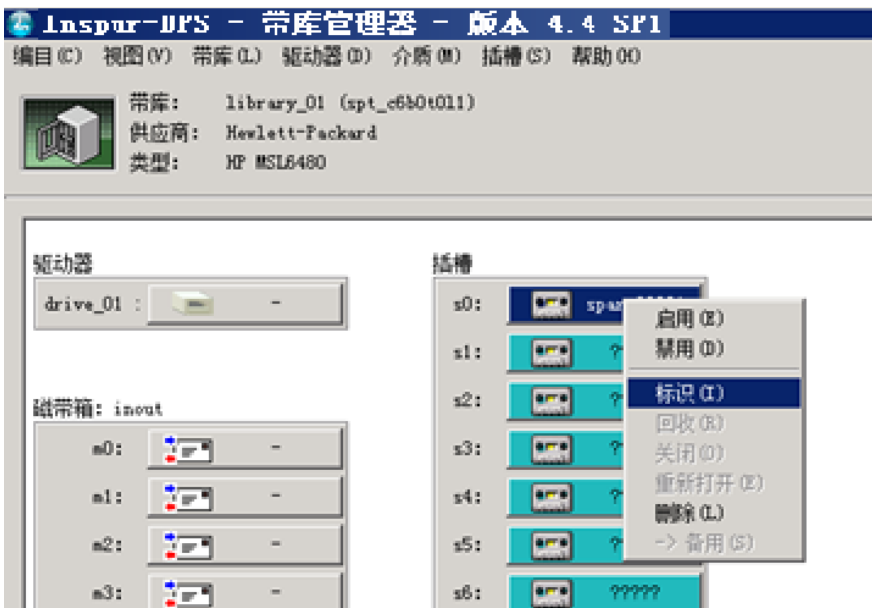 Inspur-DPS - 带库管理器 - 版本 4.4 SP1
编目(C) 视图(V) 带库(L) 驱动器(D) 介质(M) 插槽(S) 帮助(H)
带库: library_01 (spt_c6b0t0l1)
供应商: Hewlett-Packard
类型: HP MSL6480
驱动器
drive_01 : -
磁带箱: inout
m0: -
m1: -
m2: -
m3: -
插槽
s0:
s1: ?
s2: ?
s3: ?
s4: ?
s5: ?
s6: ?????
启用(E)
禁用(D)
标识(I)
回收(R)
关闭(O)
重新打开(E)
删除(L)
-> 备用(S)